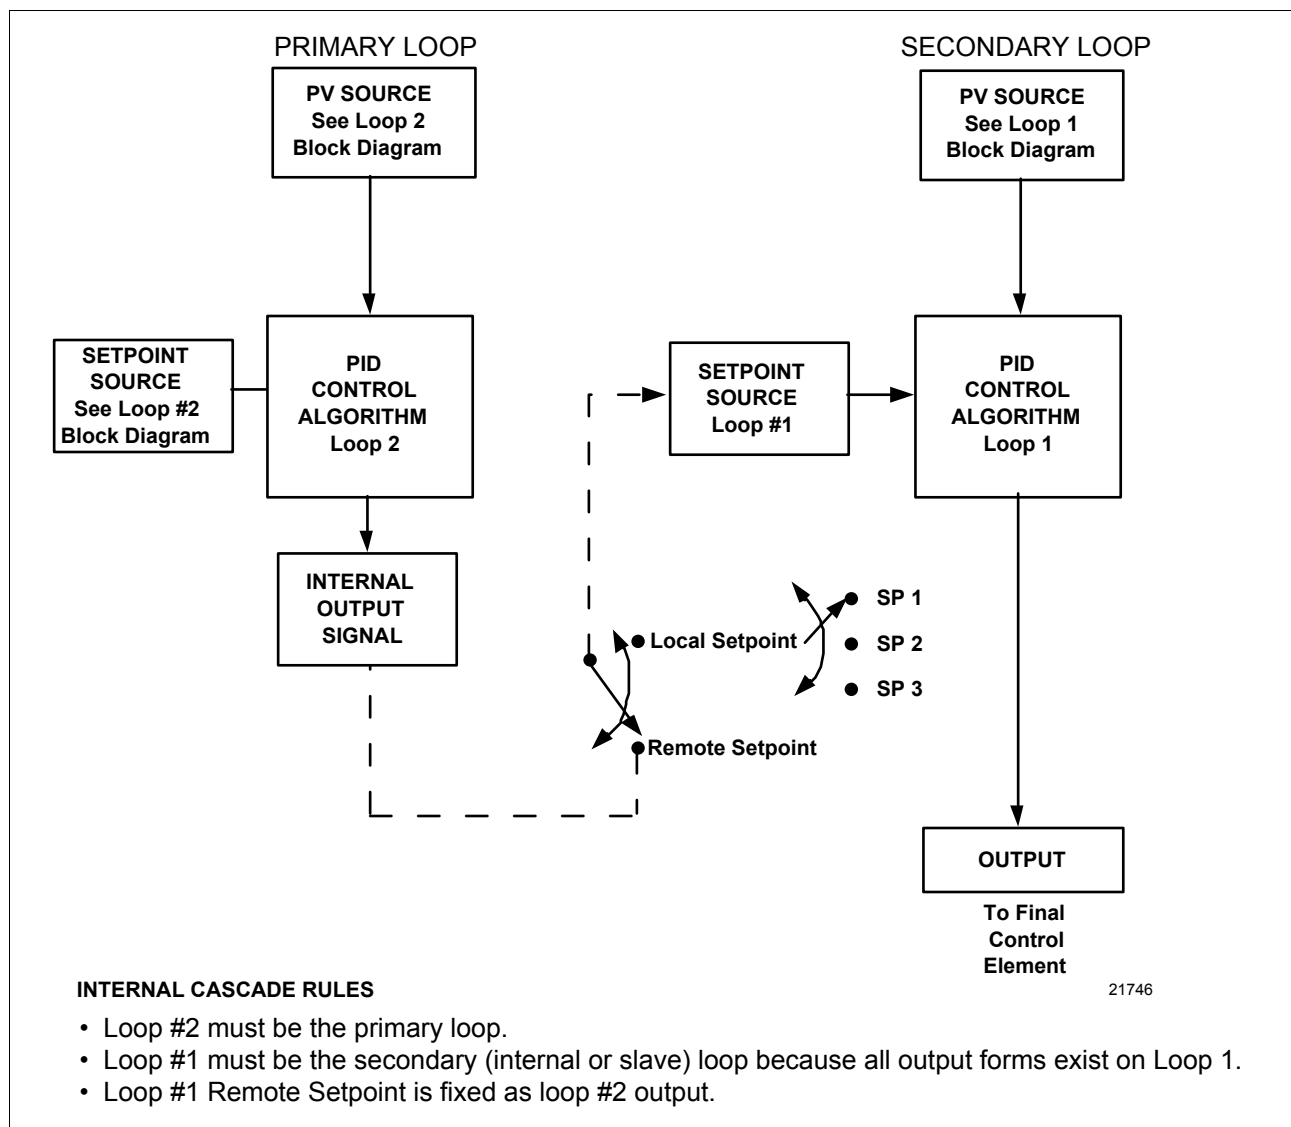 PRIMARY LOOP
SECONDARY LOOP
PV SOURCE
See Loop 2
Block Diagram
PV SOURCE
See Loop 1
Block Diagram
SETPOINT
SOURCE
See Loop #2
Block Diagram
PID
CONTROL
ALGORITHM
Loop 2
SETPOINT
SOURCE
Loop #1
PID
CONTROL
ALGORITHM
Loop 1
INTERNAL
OUTPUT
SIGNAL
Local Setpoint
SP 1
SP 2
SP 3
Remote Setpoint
OUTPUT
To Final
Control
Element
21746
INTERNAL CASCADE RULES
• Loop #2 must be the primary loop.
• Loop #1 must be the secondary (internal or slave) loop because all output forms exist on Loop 1.
• Loop #1 Remote Setpoint is fixed as loop #2 output.